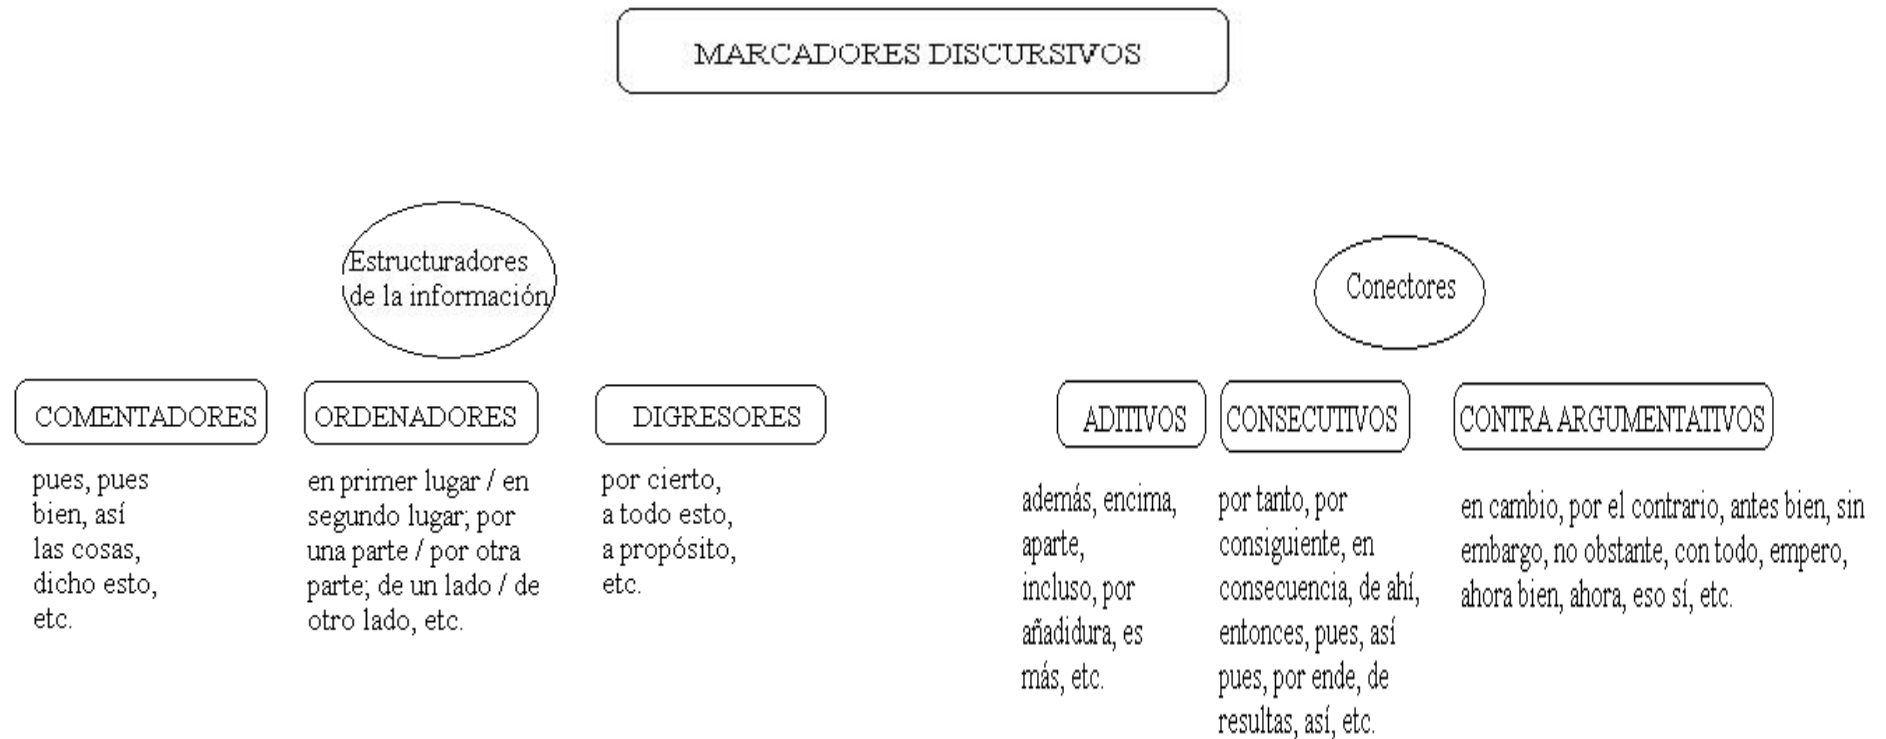 MARCADORES DISCURSIVOS
Estructuradores
de la información
Conectores
COMENTADORES
pues, pues
bien, así
las cosas,
dicho esto,
etc.
ORDENADORES
en primer lugar / en
segundo lugar; por
una parte / por otra
parte; de un lado / de
otro lado, etc.
DIGRESORES
por cierto,
a todo esto,
a propósito,
etc.
ADITIVOS
además, encima,
aparte,
incluso, por
añadidura, es
más, etc.
CONSECUTIVOS
por tanto, por
consiguiente, en
consecuencia, de ahí,
entonces, pues, así
pues, por ende, de
resultas, así, etc.
CONTRA ARGUMENTATIVOS
en cambio, por el contrario, antes bien, sin
embargo, no obstante, con todo, empero,
ahora bien, ahora, eso sí, etc.